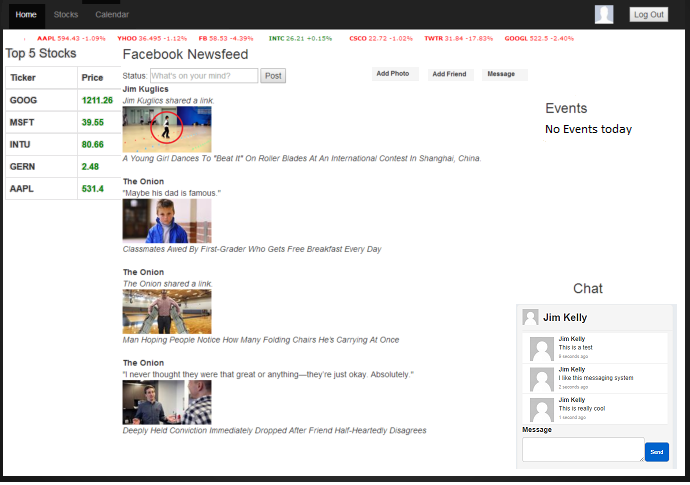 Home Stocks Calendar Log Out
AAPL 594.43 -1.09% YHOO 36.495 -1.12% FB 58.53 -4.39% INTC 26.21 +0.15% CSCO 22.72 -1.02% TWTR 31.84 -17.83% GOOGL 522.5 -2.40%
Top 5 Stocks
Ticker Price
GOOG 1211.26
MSFT 39.55
INTU 80.66
GERN 2.48
AAPL 531.4
Facebook Newsfeed
Status: What's on your mind? Post
Add Photo Add Friend Message
Jim Kuglics
Jim Kuglics shared a link.
A Young Girl Dances To "Beat It" On Roller Blades At An International Contest In Shanghai, China.
The Onion
"Maybe his dad is famous."
Classmates Awed By First-Grader Who Gets Free Breakfast Every Day
The Onion
The Onion shared a link.
Man Hoping People Notice How Many Folding Chairs He's Carrying At Once
The Onion
"I never thought they were that great or anything—they're just okay. Absolutely."
Deeply Held Conviction Immediately Dropped After Friend Half-Heartedly Disagrees
Events
No Events today
Chat
Jim Kelly
Jim Kelly
This is a test
8 seconds ago
Jim Kelly
I like this messaging system
2 seconds ago
Jim Kelly
This is really cool
1 second ago
Message
Send